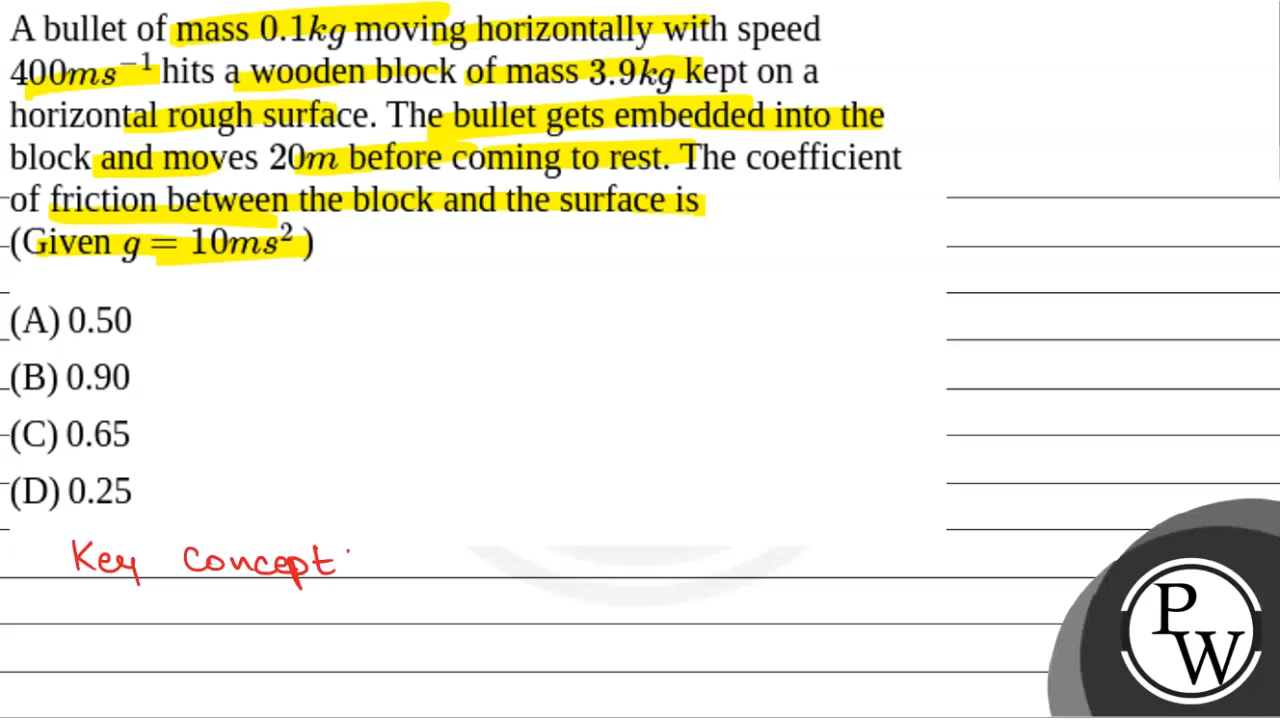 A bullet of mass 0.1kg moving horizontally with speed
400ms⁻¹ hits a wooden block of mass 3.9kg kept on a
horizontal rough surface. The bullet gets embedded into the
block and moves 20m before coming to rest. The coefficient
of friction between the block and the surface is
(Given g = 10ms² )
(A) 0.50
(B) 0.90
(C) 0.65
(D) 0.25
Key Concept
PW